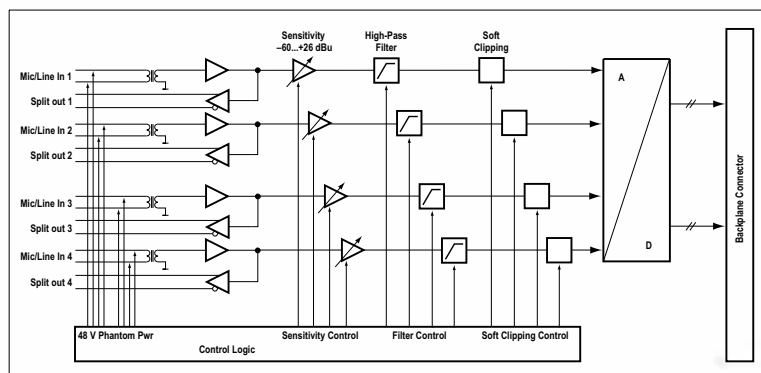 Sensitivity
–60...+26 dBu
High-Pass
Filter
Soft
Clipping
Mic/Line In 1
Split out 1
Mic/Line In 2
Split out 2
Mic/Line In 3
Split out 3
Mic/Line In 4
Split out 4
A
D
Backplane Connector
48 V Phantom Pwr
Sensitivity Control
Filter Control
Soft Clipping Control
Control Logic